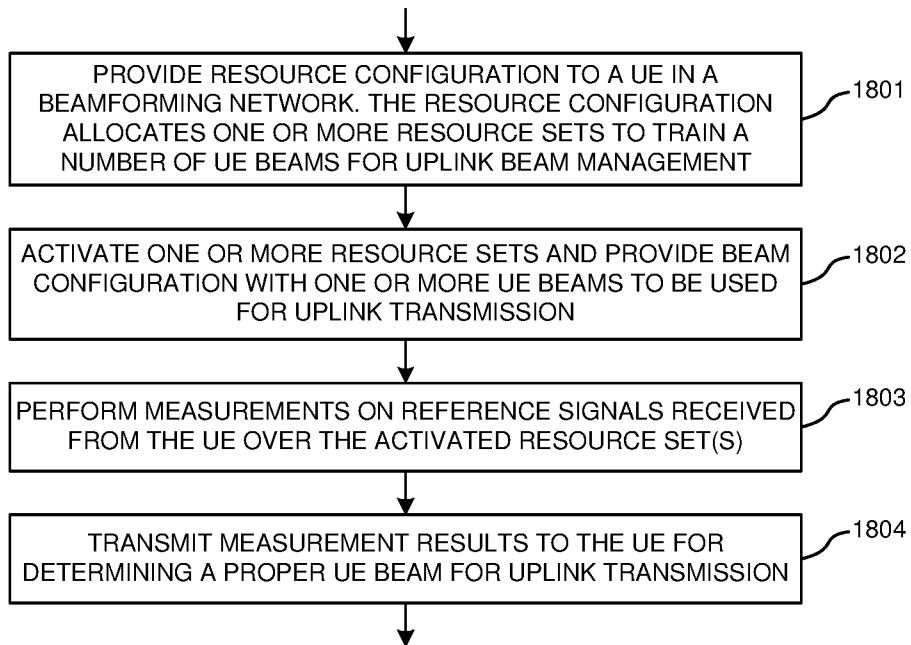 PROVIDE RESOURCE CONFIGURATION TO A UE IN A
BEAMFORMING NETWORK. THE RESOURCE CONFIGURATION
ALLOCATES ONE OR MORE RESOURCE SETS TO TRAIN A
NUMBER OF UE BEAMS FOR UPLINK BEAM MANAGEMENT
1801
ACTIVATE ONE OR MORE RESOURCE SETS AND PROVIDE BEAM
CONFIGURATION WITH ONE OR MORE UE BEAMS TO BE USED
FOR UPLINK TRANSMISSION
1802
PERFORM MEASUREMENTS ON REFERENCE SIGNALS RECEIVED
FROM THE UE OVER THE ACTIVATED RESOURCE SET(S)
1803
TRANSMIT MEASUREMENT RESULTS TO THE UE FOR
DETERMINING A PROPER UE BEAM FOR UPLINK TRANSMISSION
1804